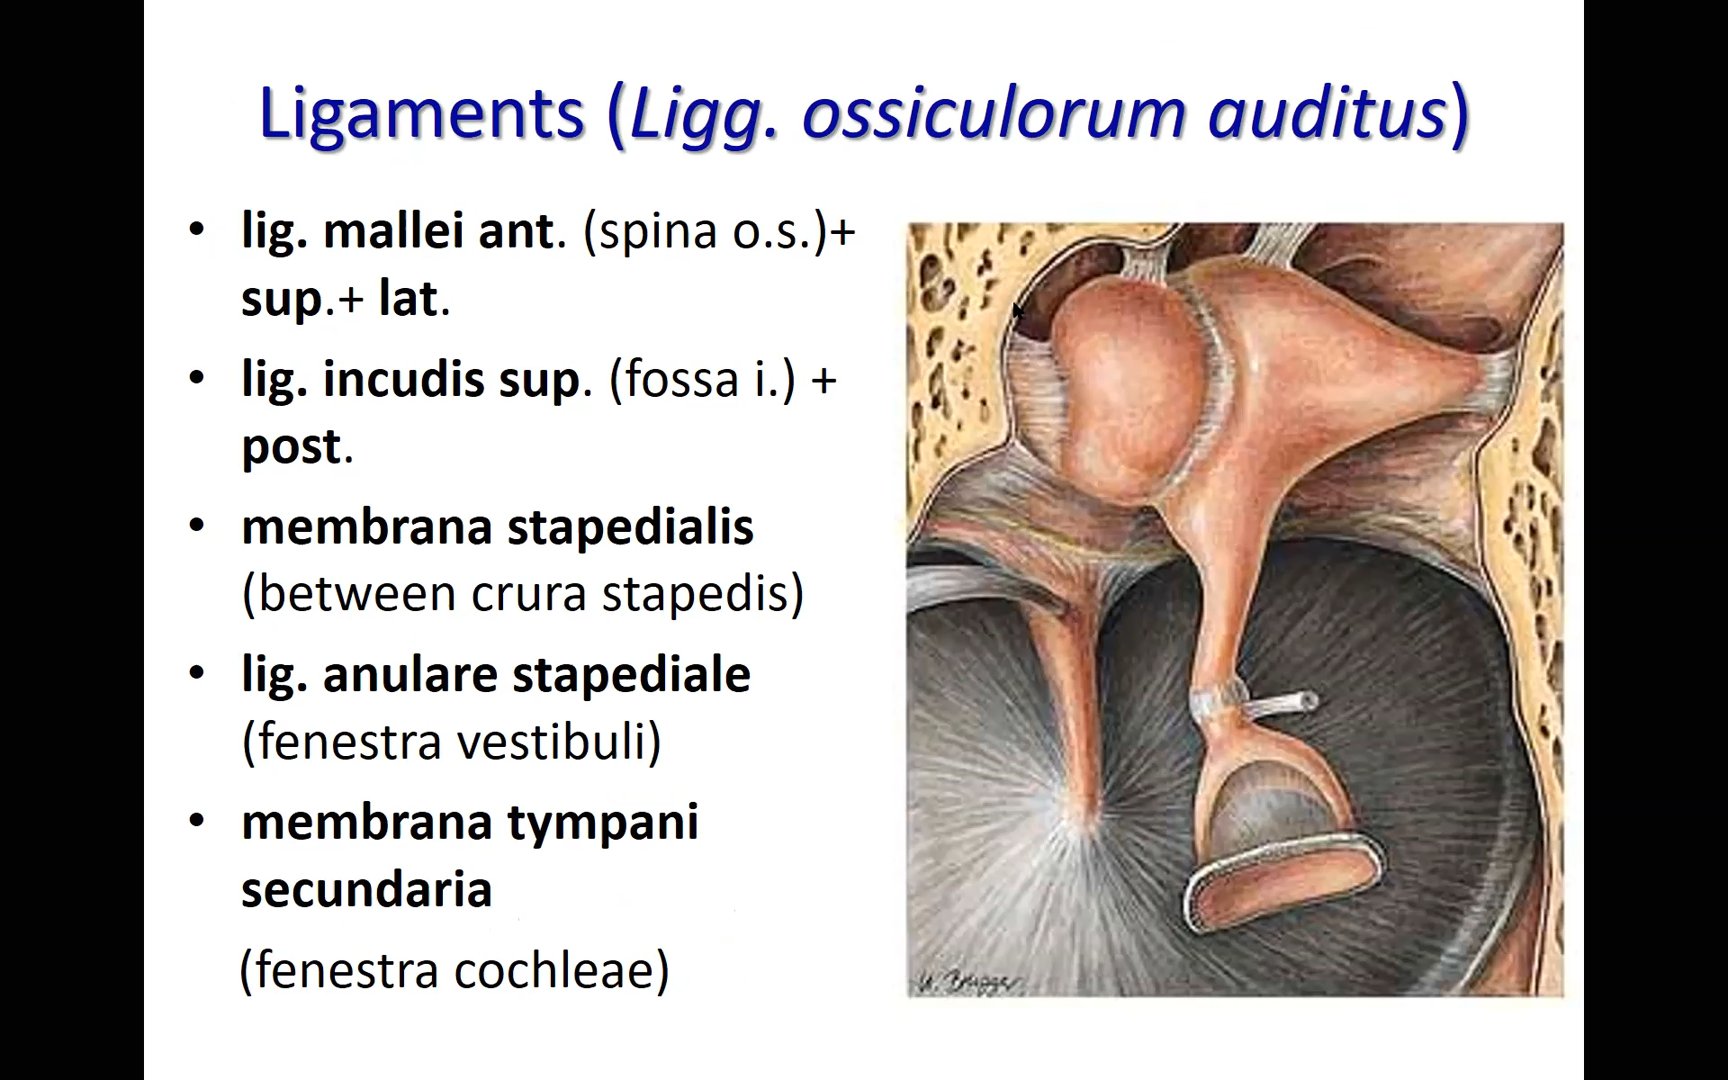 Ligaments (Ligg. ossiculorum auditus)
• lig. mallei ant. (spina o.s.)+
sup.+ lat.
• lig. incudis sup. (fossa i.) +
post.
• membrana stapedialis
(between crura stapedis)
• lig. anulare stapediale
(fenestra vestibuli)
• membrana tympani
secundaria
(fenestra cochleae)